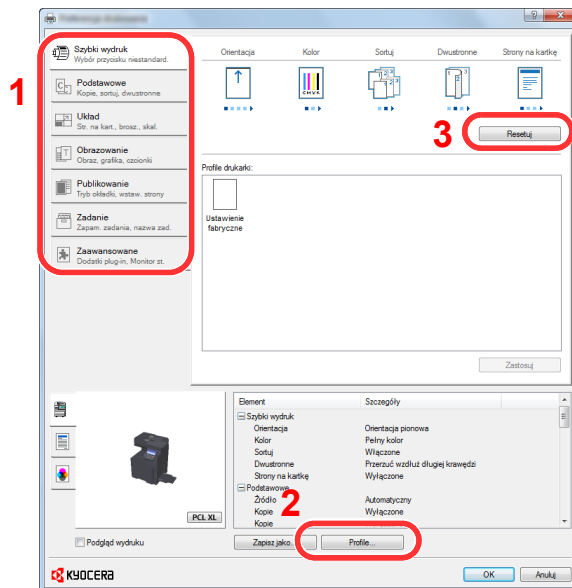 Szybki wydruk
Wybór przycisku niestandard.
Podstawowe
Kopie, sortuj, dwustronne
Układ
Str. na kart., brosz., skal.
Obrazowanie
Obraz, grafika, czcionki
Publikowanie
Tryb okładki, wstaw. strony
Zadanie
Zapam. zadania, nazwa zad.
Zaawansowane
Dodatki plug-in, Monitor st.
1
Orientacja Kolor Sortuj Dwustronne Strony na kartkę
CMYK
3
Resetuj
Profile drukarki:
Ustawienie
fabryczne
Zastosuj
Element Szczegóły
Szybki wydruk
Orientacja Orientacja pionowa
Kolor Pełny kolor
Sortuj Włączone
Dwustronne Przerzuć wzdłuż długiej krawędzi
Strony na kartkę Wyłączone
Podstawowe
Źródło Automatyczny
Kopie Wyłączone
Kopie Wyłączone
2
PCL XL
Podgląd wydruku
Zapisz jako... Profile...
KYOCERA
OK Anuluj